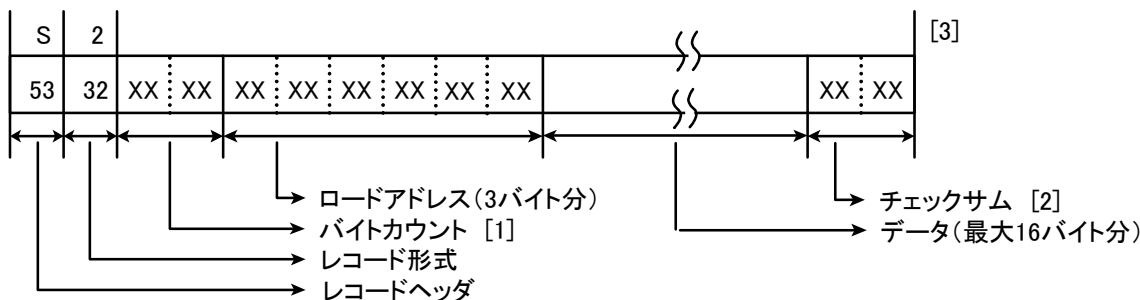 S 2 [3]
53 32 XX XX XX XX XX XX XX XX XX XX
ロードアドレス(3バイト分) チェックサム [2]
バイトカウント [1] データ(最大16バイト分)
レコード形式
レコードヘッダ